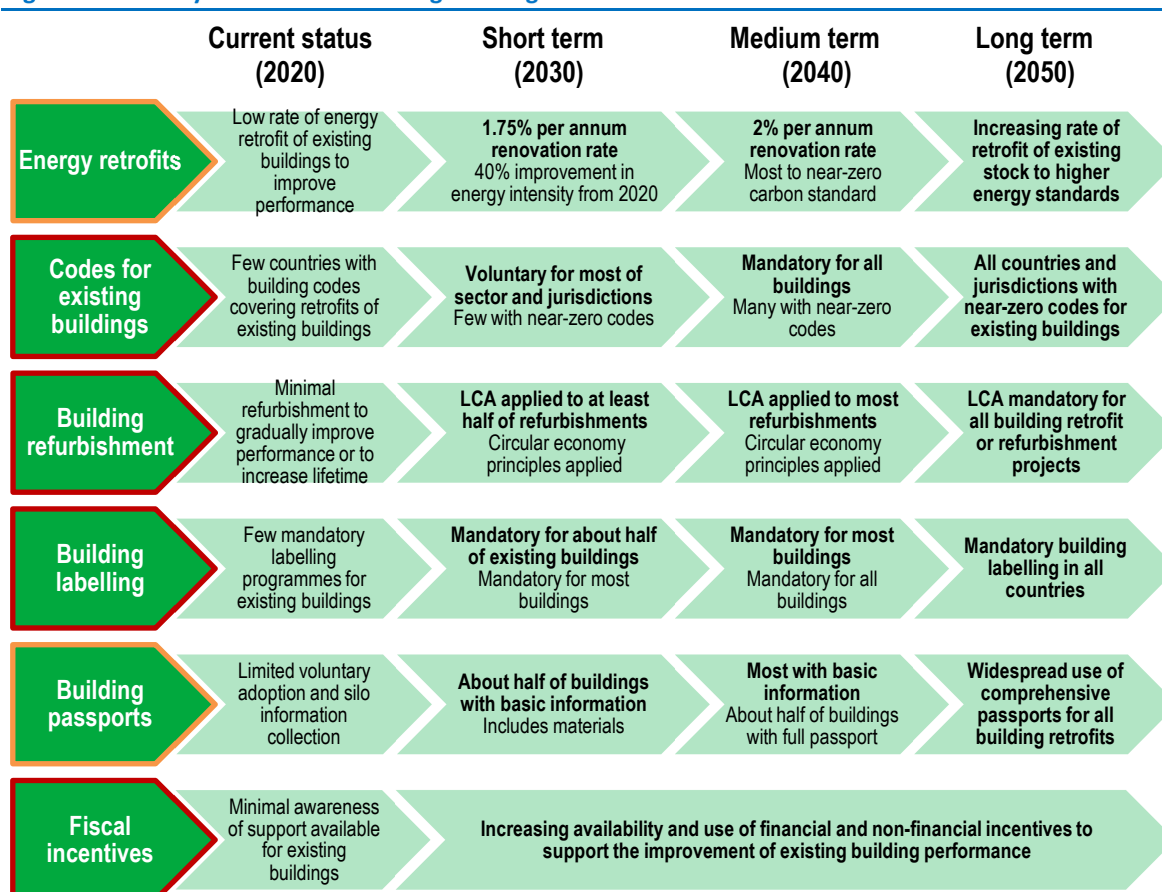 Current status
(2020)
Short term
(2030)
Medium term
(2040)
Long term
(2050)
Energy retrofits
Low rate of energy
retrofit of existing
buildings to
improve
performance
1.75% per annum
renovation rate
40% improvement in
energy intensity from 2020
2% per annum
renovation rate
Most to near-zero
carbon standard
Increasing rate of
retrofit of existing
stock to higher
energy standards
Codes for
existing
buildings
Few countries with
building codes
covering retrofits of
existing buildings
Voluntary for most of
sector and jurisdictions
Few with near-zero codes
Mandatory for all
buildings
Many with near-zero
codes
All countries and
jurisdictions with
near-zero codes for
existing buildings
Building
refurbishment
Minimal
refurbishment to
gradually improve
performance or to
increase lifetime
LCA applied to at least
half of refurbishments
Circular economy
principles applied
LCA applied to most
refurbishments
Circular economy
principles applied
LCA mandatory for
all building retrofit
or refurbishment
projects
Building
labelling
Few mandatory
labelling
programmes for
existing buildings
Mandatory for about half
of existing buildings
Mandatory for most
buildings
Mandatory for most
buildings
Mandatory for all
buildings
Mandatory building
labelling in all
countries
Building
passports
Limited voluntary
adoption and silo
information
collection
About half of buildings
with basic information
Includes materials
Most with basic
information
About half of buildings
with full passport
Widespread use of
comprehensive
passports for all
building retrofits
Fiscal
incentives
Minimal awareness
of support available
for existing
buildings
Increasing availability and use of financial and non-financial incentives to
support the improvement of existing building performance